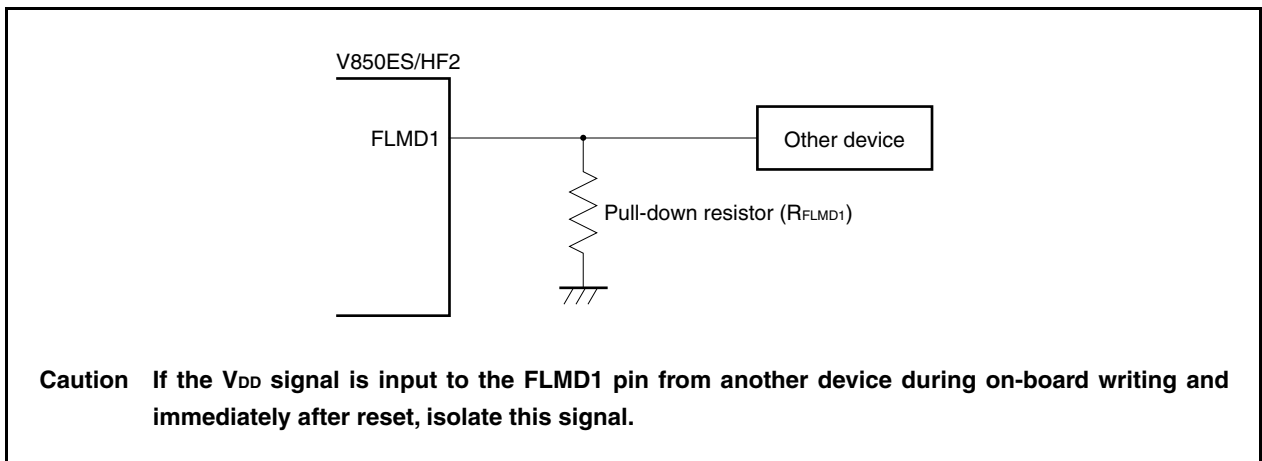 V850ES/HF2
FLMD1
Other device
Pull-down resistor (RFLMD1)
Caution If the VDD signal is input to the FLMD1 pin from another device during on-board writing and
immediately after reset, isolate this signal.